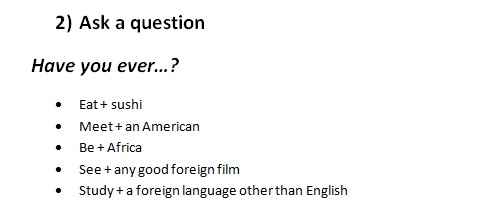 2) Ask a question
Have you ever...?
• Eat + sushi
• Meet + an American
• Be + Africa
• See + any good foreign film
• Study + a foreign language other than English